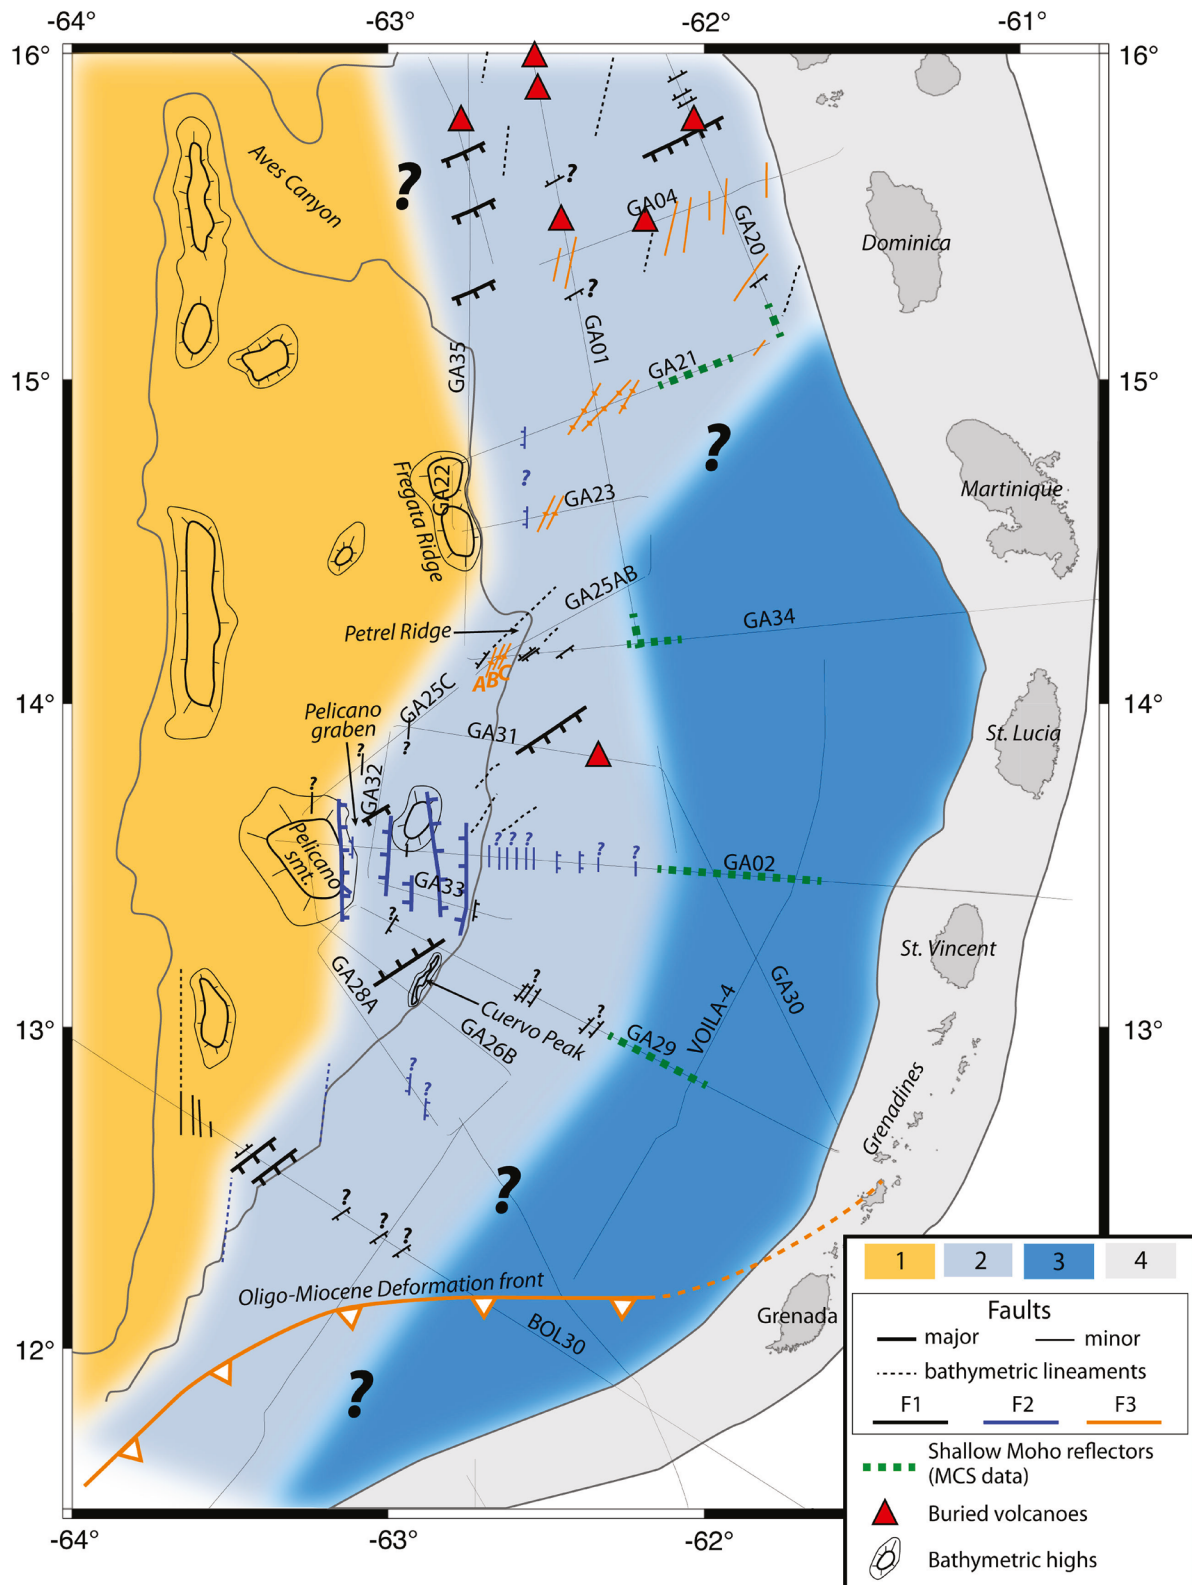 -64° -63° -62° -61°
16° 16°
Aves Canyon
?
?
GA04
GA20
Dominica
?
GA01
GA35
GA21
15° 15°
?
GA22
?
GA23
Fregata Ridge
Martinique
GA25AB
GA34
Petrel Ridge
A B C
14° 14°
GA25C
Pelicano
graben
GA31
St. Lucia
? ?
GA32
?
Pelicano
smt.
? ? ? ? ?
GA02
GA33
?
St. Vincent
GA28A
?
?
Cuervo Peak
GA26B
GA29
VOILA-4
GA30
13° 13°
? ?
Grenadines
?
? ? ?
Oligo-Miocene Deformation front
BOL30
Grenada
12°
?
-64° -63° -62°
1 2 3 4
Faults
major minor
bathymetric lineaments
F1 F2 F3
Shallow Moho reflectors
(MCS data)
Buried volcanoes
Bathymetric highs